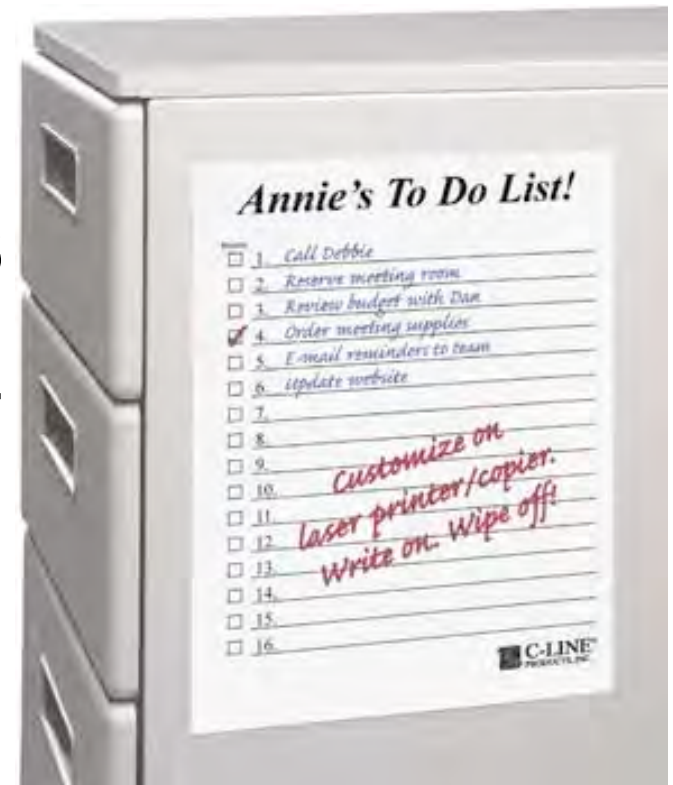 Annie's To Do List!
1. Call Debbie
2. Reserve meeting room
3. Review budget with Dan
4. Order meeting supplies
5. E-mail reminders to team
6. Update website
7.
8.
9.
10.
11.
12.
13.
14.
15.
16.
Customize on
laser printer/copier.
Write on. Wipe off!
C-LINE
PRODUCTS, INC.